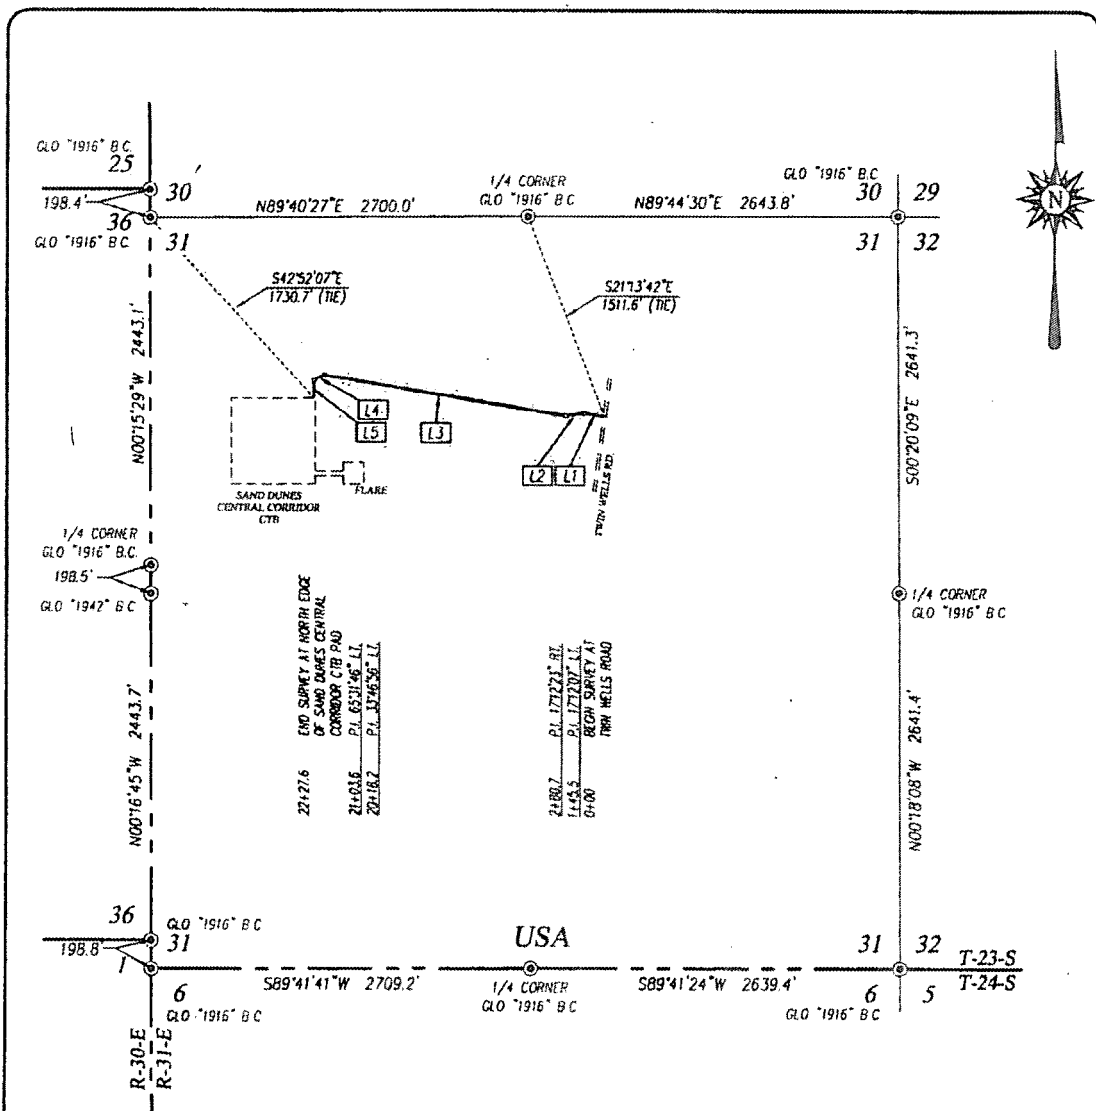 GLO "1916" B.C.
25
30
198.4'
36
GLO "1916" B.C.
31
N89°40'27"E 2700.0'
1/4 CORNER
GLO "1916" B C
N89°44'30"E 2643.8'
GLO "1916" B.C
30
29
31
32
N
S42°52'07"E
1730.7' (TIE)
S21°13'42"E
1511.6' (TIE)
N00°15'29"W 2443.1'
S00°20'09"E 2641.3'
L4
L5
L3
L2
L1
TWIN WELLS RD.
FLARE
SAND DUNES
CENTRAL CORRIDOR
CTB
1/4 CORNER
GLO "1916" B.C.
198.5'
GLO "1942" B C
1/4 CORNER
GLO "1916" B C
22+27.6 END SURVEY AT NORTH EDGE
OF SAND DUNES CENTRAL
CORRIDOR CTB PAD
21+03.6 P.I. 65°31'46" LT.
20+18.2 P.I. 33°46'56" LT.
2+80.7 P.I. 17°12'23" RT.
1+45.5 P.I. 17°12'07" LT.
0+00 BEGIN SURVEY AT
TWIN WELLS ROAD
N00°16'45"W 2443.7'
N00°18'08"W 2641.4'
36
GLO "1916" B C
31
198.8'
USA
31
32
T-23-S
T-24-S
6
GLO "1916" B C
S89°41'41"W 2709.2'
1/4 CORNER
GLO "1916" B C
S89°41'24"W 2639.4'
6
5
GLO "1916" B C
R-30-E
R-31-E